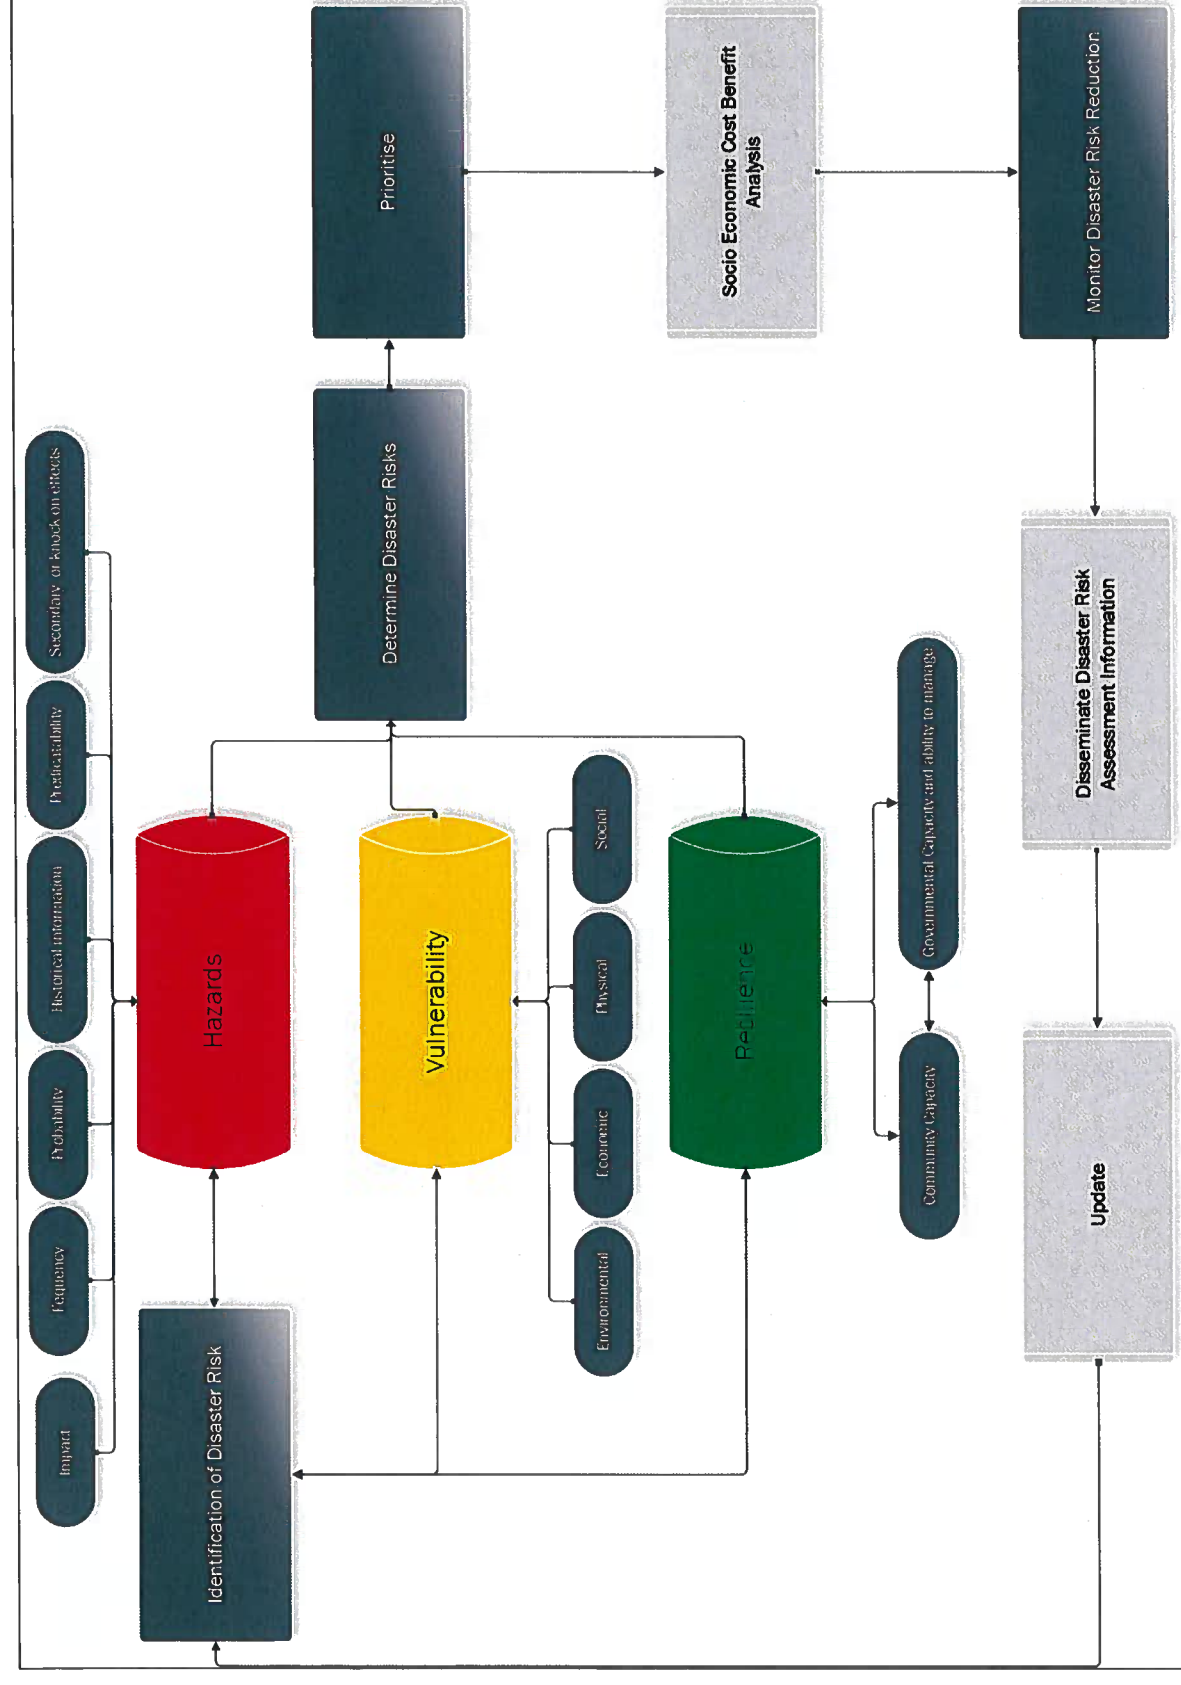 Impact
Fequency
Probability
Historical information
Predicatability
Secondary or knock on effects
Identification of Disaster Risk
Hazards
Determine Disaster Risks
Prioritise
Vulnerability
Environmental
Economic
Physical
Social
Resilience
Socio Economic Cost Benefit
Analysis
Community Capacity
Governmental Capacity and ability to manage
Update
Disseminate Disaster Risk
Assessment Information
Monitor Disaster Risk Reduction